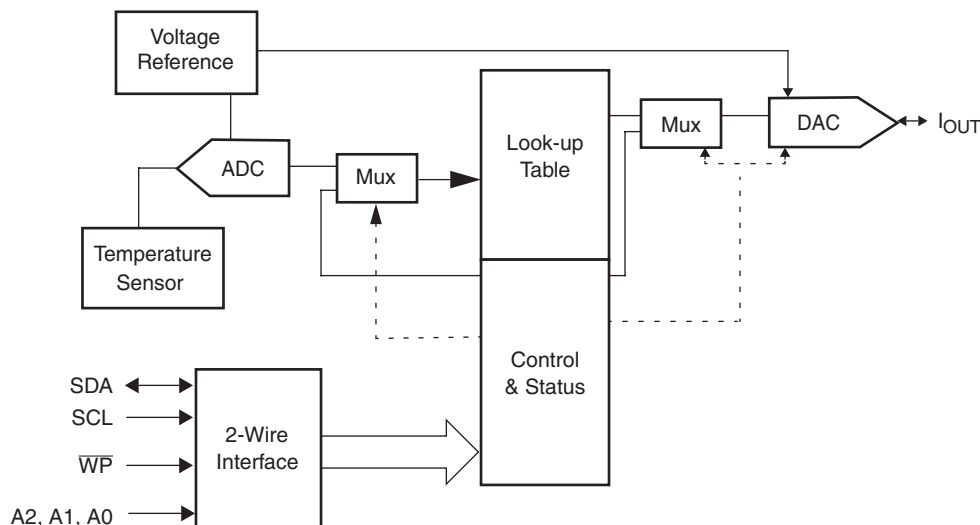 Voltage
Reference
ADC
Mux
Look-up
Table
Mux
DAC
IOUT
Temperature
Sensor
Control
& Status
SDA
SCL
WP
A2, A1, A0
2-Wire
Interface